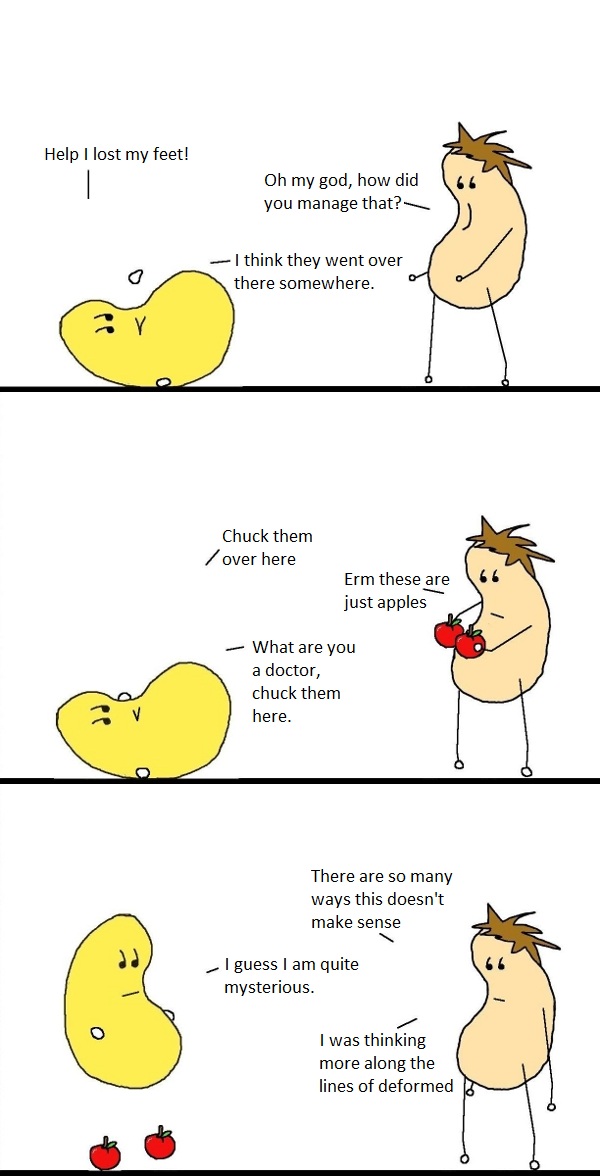 Help I lost my feet!
Oh my god, how did
you manage that?
I think they went over
there somewhere.
Chuck them
over here
Erm these are
just apples
What are you
a doctor,
chuck them
here.
There are so many
ways this doesn't
make sense
I guess I am quite
mysterious.
I was thinking
more along the
lines of deformed